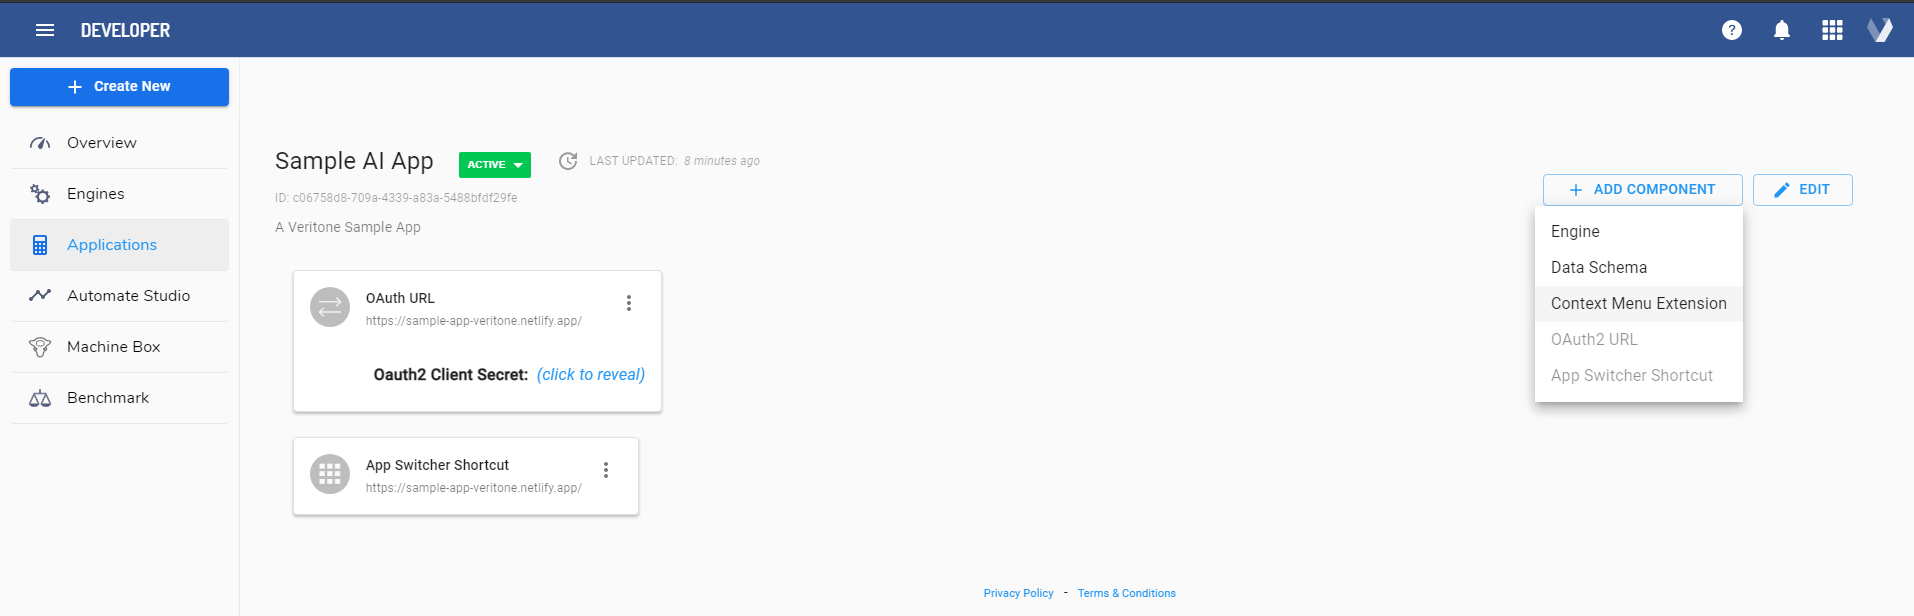 DEVELOPER
Create New
Overview
Engines
Applications
Automate Studio
Machine Box
Benchmark
Sample AI App
ACTIVE
LAST UPDATED: 8 minutes ago
ID: c06758d8-709a-4339-a83a-5488bfdf29fe
A Veritone Sample App
ADD COMPONENT
EDIT
Engine
Data Schema
Context Menu Extension
OAuth2 URL
App Switcher Shortcut
OAuth URL
https://sample-app-veritone.netlify.app/
Oauth2 Client Secret: (click to reveal)
App Switcher Shortcut
https://sample-app-veritone.netlify.app/
Privacy Policy - Terms & Conditions